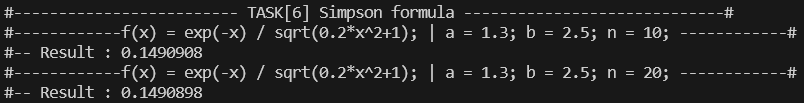 #------------------------ TASK[6] Simpson formula ---------------------------#
#------------f(x) = exp(-x) / sqrt(0.2*x^2+1); | a = 1.3; b = 2.5; n = 10; ------------#
#-- Result : 0.1490908
#------------f(x) = exp(-x) / sqrt(0.2*x^2+1); | a = 1.3; b = 2.5; n = 20; ------------#
#-- Result : 0.1490898